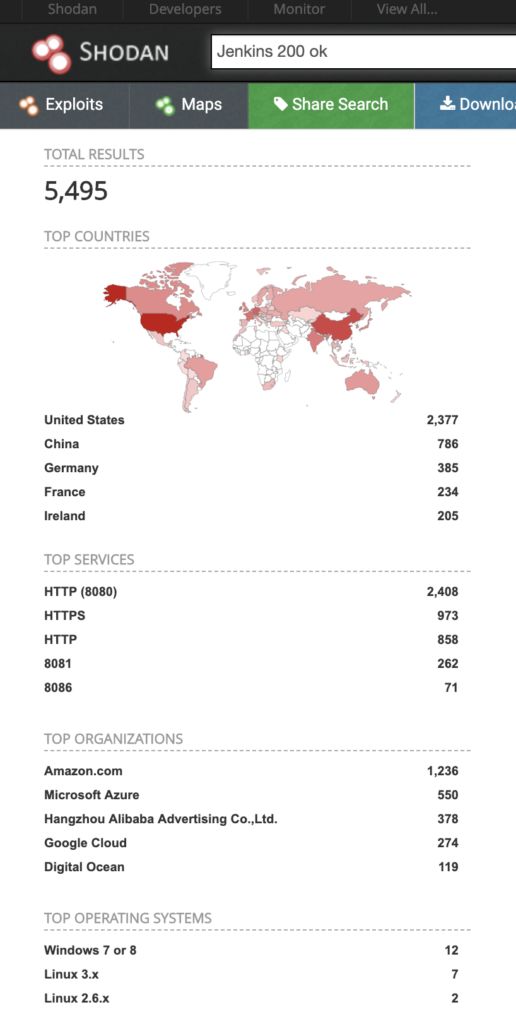 Shodan Developers Monitor View All...
SHODAN Jenkins 200 ok
Exploits Maps Share Search
TOTAL RESULTS
5,495
TOP COUNTRIES
United States 2,377
China 786
Germany 385
France 234
Ireland 205
TOP SERVICES
HTTP (8080) 2,408
HTTPS 973
HTTP 858
8081 262
8086 71
TOP ORGANIZATIONS
Amazon.com 1,236
Microsoft Azure 550
Hangzhou Alibaba Advertising Co.,Ltd. 378
Google Cloud 274
Digital Ocean 119
TOP OPERATING SYSTEMS
Windows 7 or 8 12
Linux 3.x 7
Linux 2.6.x 2